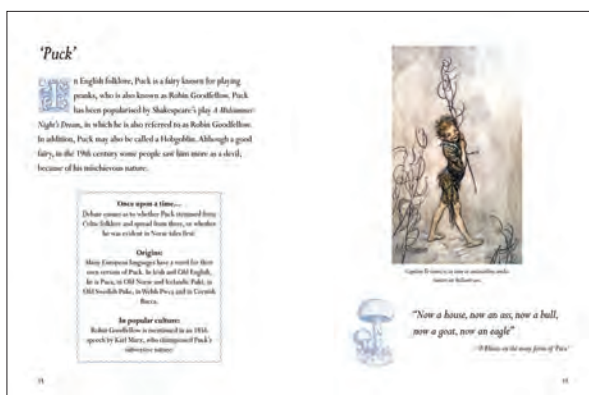 'Puck'
In English folklore, Puck is a fairy known for playing
pranks, who is also known as Robin Goodfellow. Puck
has been popularised by Shakespeare's play A Midsummer
Night's Dream, in which he is also referred to as Robin Goodfellow.
In addition, Puck may also be called a Hobgoblin. Although a good
fairy, in the 19th century some people saw him more as a devil,
because of his mischievous nature.
Once upon a time...
Debate as to whether Puck stemmed from
Celtic folklore and spread from there, or whether
he was evident in Norse tales first
Origins:
Many European languages have a word for their
own version of Puck. In Irish and Old English,
he is Puca, in Old Norse and Icelandic Puki, in
Old Swedish Puke, in Welsh Pwca and in Cornish
Bucca.
In popular culture:
Robin Goodfellow is mentioned in an 1856
speech by Karl Marx, who championed Puck's
subversive nature
"Now a house, now an ass, now a bull,
now a goat, now an eagle"
on the many forms of 'Puca'